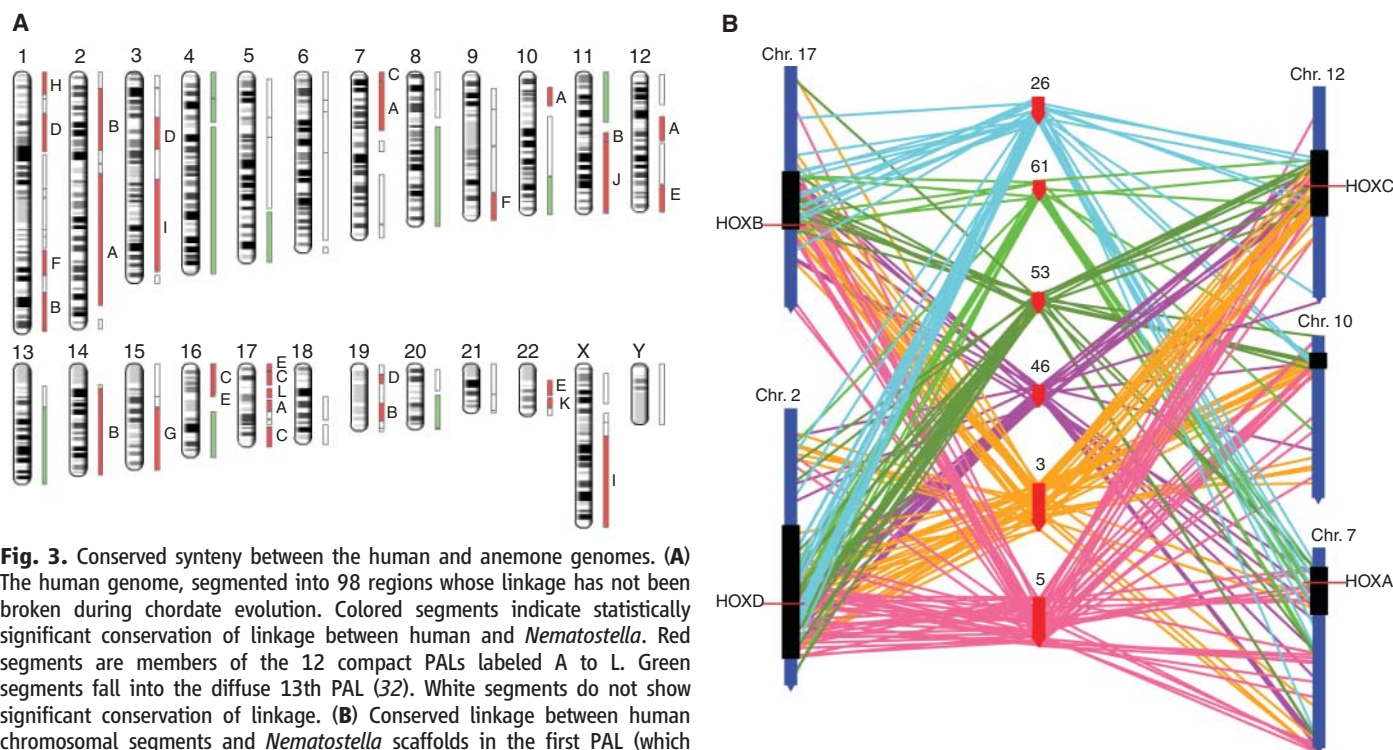 A
1 2 3 4 5 6 7 8 9 10 11 12
H
D
F
B
B
A
D
I
C
A
F
A
B
J
A
E
13 14 15 16 17 18 19 20 21 22 X Y
B
G
C
E
E
C L
A
C
D
B
E
K
I
Fig. 3. Conserved synteny between the human and anemone genomes. (A)
The human genome, segmented into 98 regions whose linkage has not been
broken during chordate evolution. Colored segments indicate statistically
significant conservation of linkage between human and Nematostella. Red
segments are members of the 12 compact PALs labeled A to L. Green
segments fall into the diffuse 13th PAL (32). White segments do not show
significant conservation of linkage. (B) Conserved linkage between human
chromosomal segments and Nematostella scaffolds in the first PAL (which
B
Chr. 17
HOXB
Chr. 2
HOXD
26
61
53
46
3
5
Chr. 12
HOXC
Chr. 10
Chr. 7
HOXA